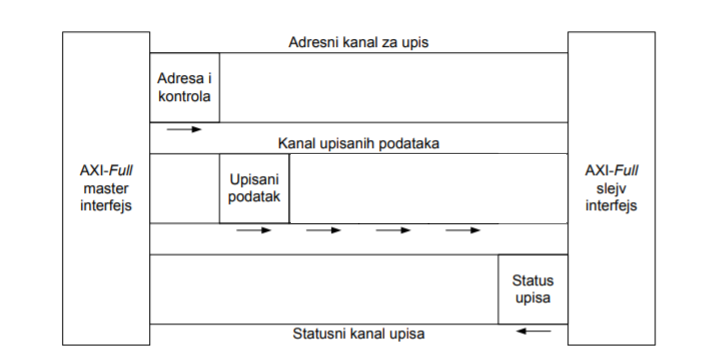 Adresni kanal za upis
Adresa i
kontrola
Kanal upisanih podataka
AXI-Full
master
interfejs
Upisani
podatak
AXI-Full
slejv
interfejs
Status
upisa
Statusni kanal upisa